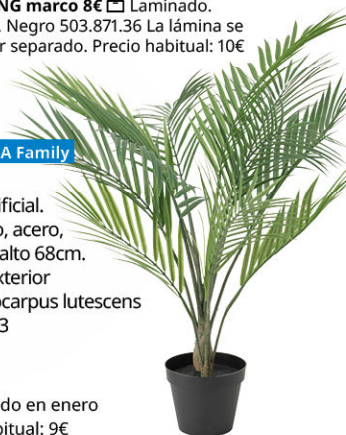 NG marco 8€ Laminado.
. Negro 503.871.36 La lámina se
r separado. Precio habitual: 10€
A Family
ficial.
o, acero,
alto 68cm.
xterior
carpus lutescens
3
do en enero
bitual: 9€